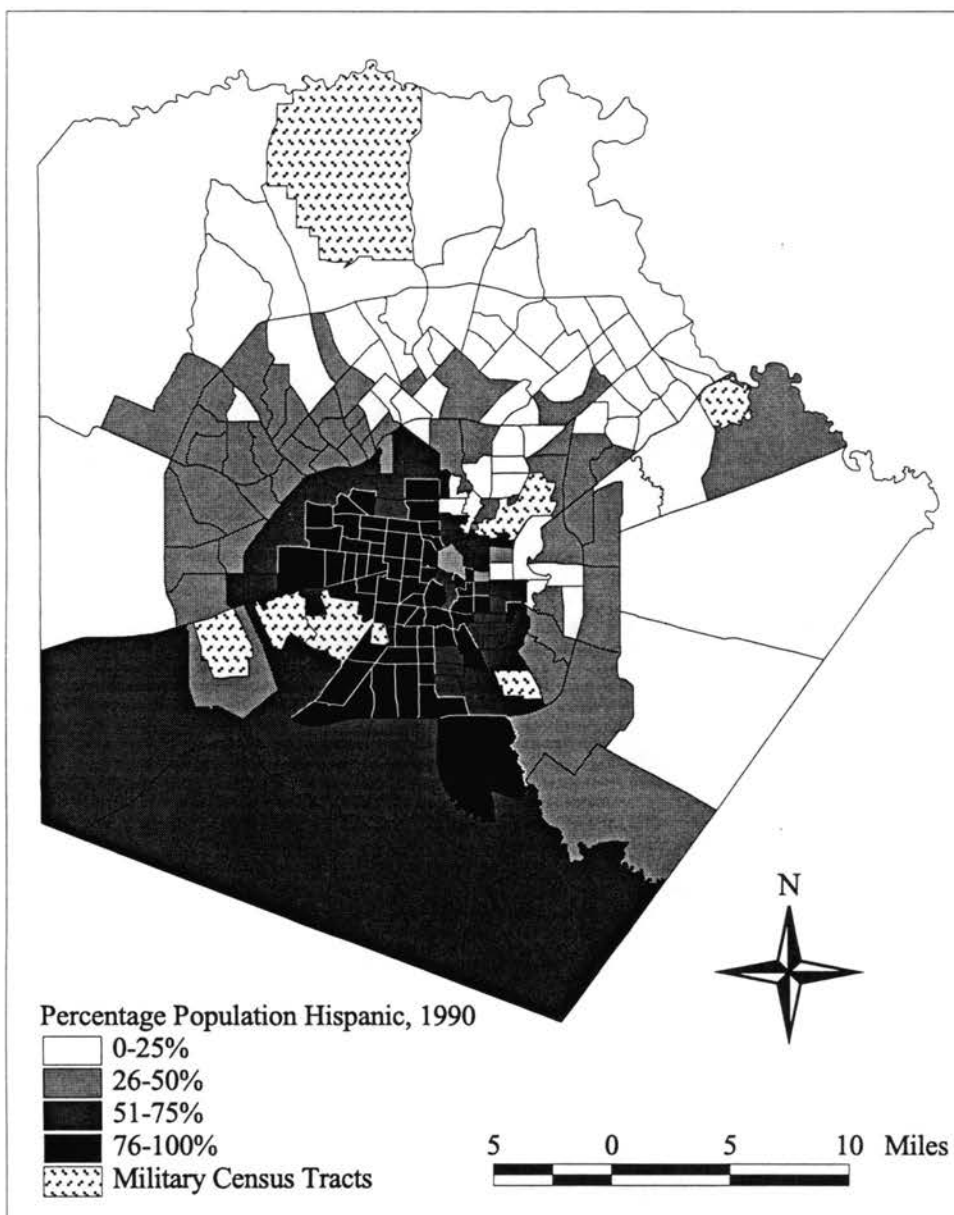 N
Percentage Population Hispanic, 1990
0-25%
26-50%
51-75%
76-100%
Military Census Tracts
5 0 5 10 Miles